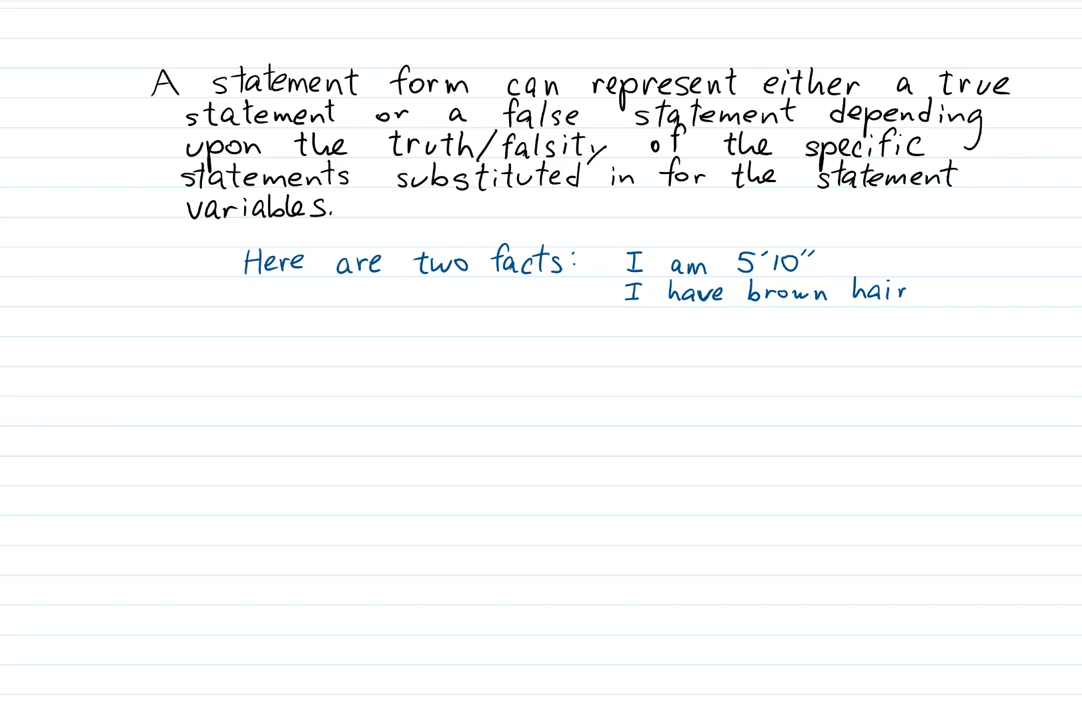 A statement form can represent either a true
statement or a false statement depending
upon the truth/falsity of the specific
statements substituted in for the statement
variables.
Here are two facts: I am 5'10"
I have brown hair